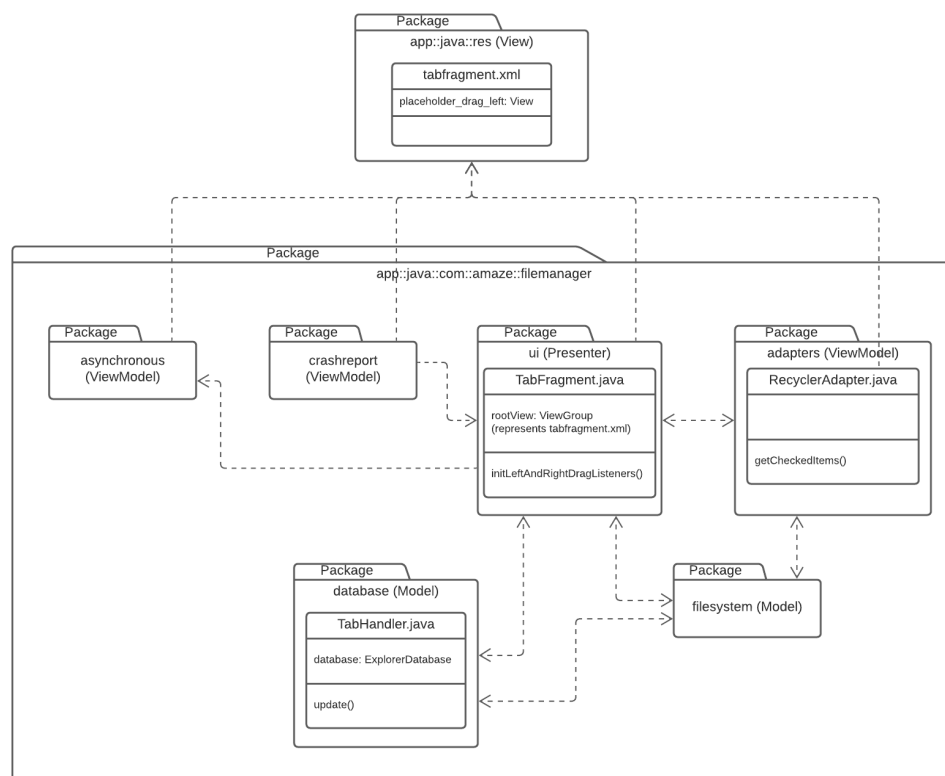 Package
app::java::res (View)
tabfragment.xml
placeholder_drag_left: View
Package
app::java::com::amaze::filemanager
Package
asynchronous
(ViewModel)
Package
crashreport
(ViewModel)
Package
ui (Presenter)
TabFragment.java
rootView: ViewGroup
(represents tabfragment.xml)
initLeftAndRightDragListeners()
Package
adapters (ViewModel)
RecyclerAdapter.java
getCheckedItems()
Package
database (Model)
TabHandler.java
database: ExplorerDatabase
update()
Package
filesystem (Model)